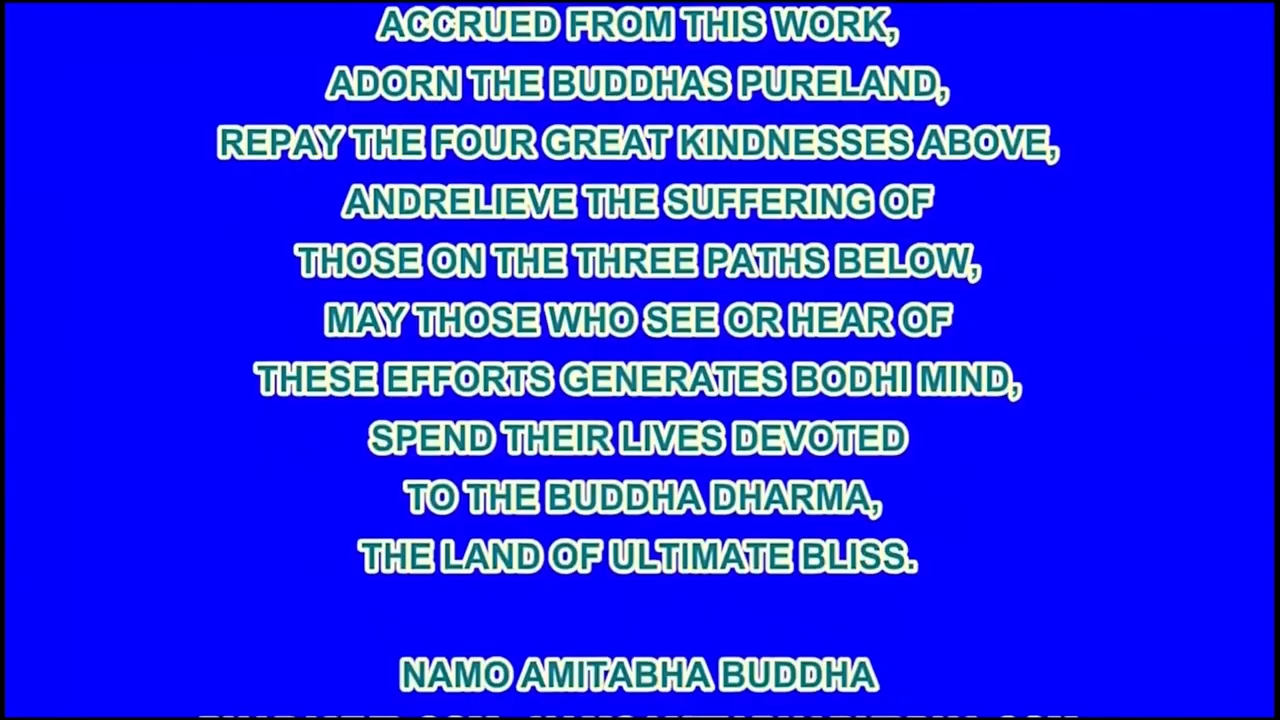 ACCRUED FROM THIS WORK,
ADORN THE BUDDHAS PURELAND,
REPAY THE FOUR GREAT KINDNESSES ABOVE,
ANDRELIEVE THE SUFFERING OF
THOSE ON THE THREE PATHS BELOW,
MAY THOSE WHO SEE OR HEAR OF
THESE EFFORTS GENERATES BODHI MIND,
SPEND THEIR LIVES DEVOTED
TO THE BUDDHA DHARMA,
THE LAND OF ULTIMATE BLISS.
NAMO AMITABHA BUDDHA